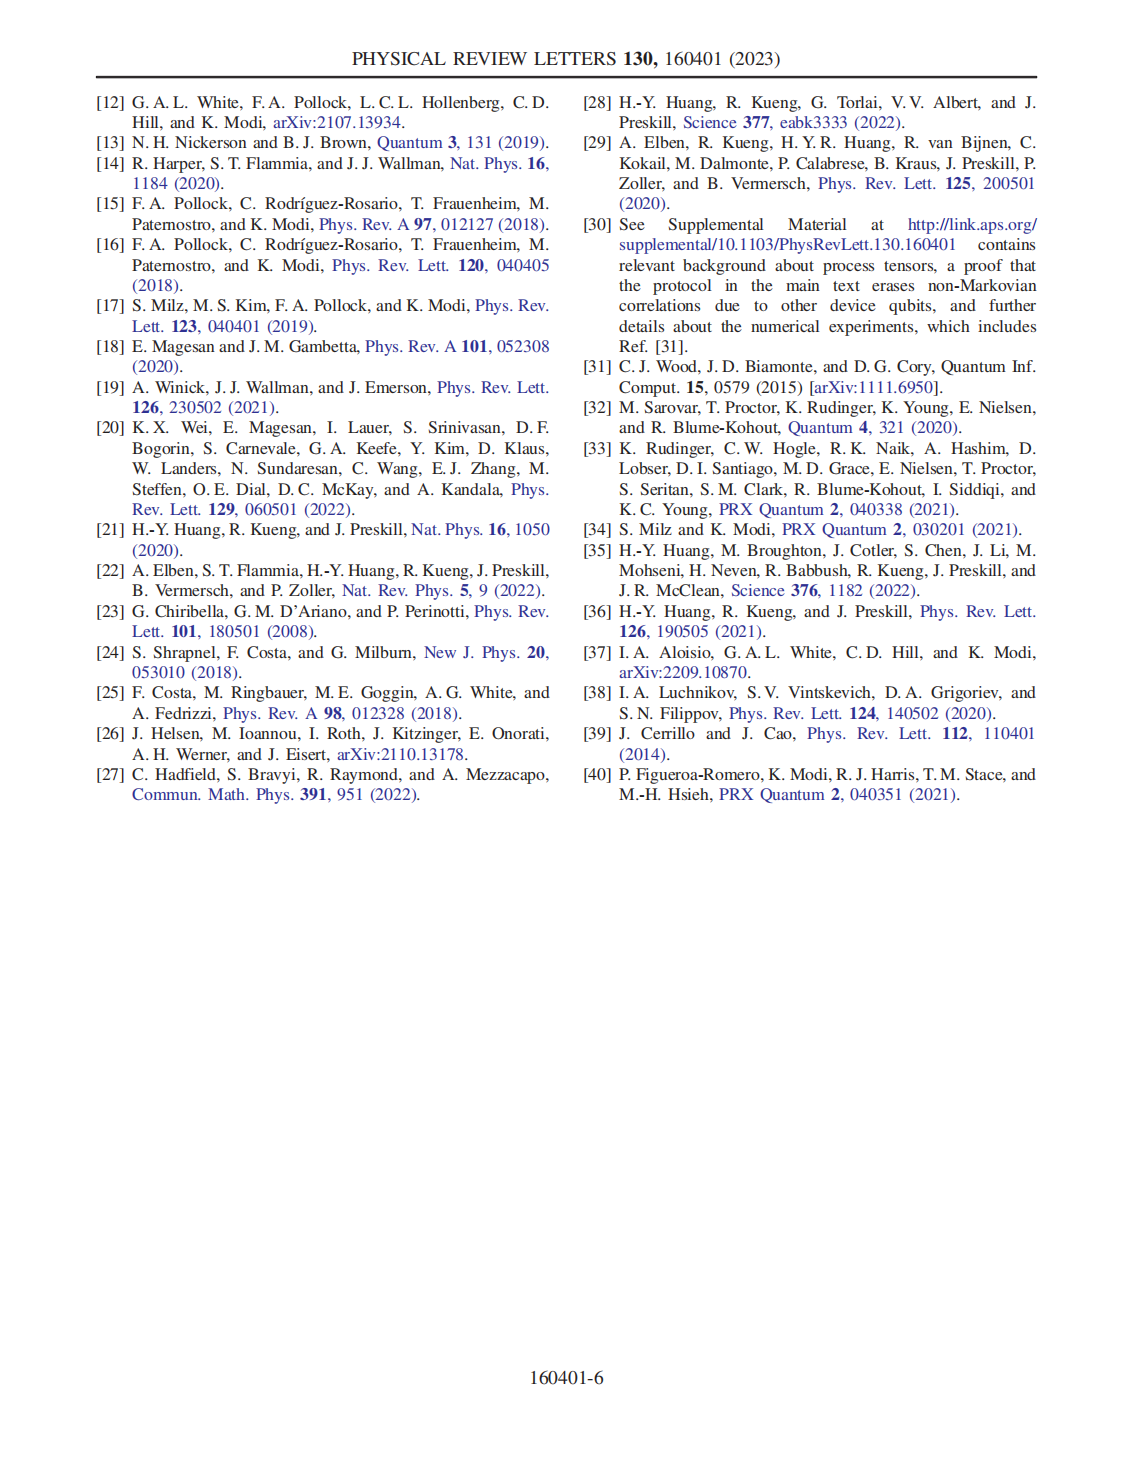 PHYSICAL REVIEW LETTERS 130, 160401 (2023)
[12] G. A. L. White, F. A. Pollock, L. C. L. Hollenberg, C. D.
Hill, and K. Modi, arXiv:2107.13934.
[13] N. H. Nickerson and B. J. Brown, Quantum 3, 131 (2019).
[14] R. Harper, S. T. Flammia, and J. J. Wallman, Nat. Phys. 16,
1184 (2020).
[15] F. A. Pollock, C. Rodríguez-Rosario, T. Frauenheim, M.
Paternostro, and K. Modi, Phys. Rev. A 97, 012127 (2018).
[16] F. A. Pollock, C. Rodríguez-Rosario, T. Frauenheim, M.
Paternostro, and K. Modi, Phys. Rev. Lett. 120, 040405
(2018).
[17] S. Milz, M. S. Kim, F. A. Pollock, and K. Modi, Phys. Rev.
Lett. 123, 040401 (2019).
[18] E. Magesan and J. M. Gambetta, Phys. Rev. A 101, 052308
(2020).
[19] A. Winick, J. J. Wallman, and J. Emerson, Phys. Rev. Lett.
126, 230502 (2021).
[20] K. X. Wei, E. Magesan, I. Lauer, S. Srinivasan, D. F.
Bogorin, S. Carnevale, G. A. Keefe, Y. Kim, D. Klaus,
W. Landers, N. Sundaresan, C. Wang, E. J. Zhang, M.
Steffen, O. E. Dial, D. C. McKay, and A. Kandala, Phys.
Rev. Lett. 129, 060501 (2022).
[21] H.-Y. Huang, R. Kueng, and J. Preskill, Nat. Phys. 16, 1050
(2020).
[22] A. Elben, S. T. Flammia, H.-Y. Huang, R. Kueng, J. Preskill,
B. Vermersch, and P. Zoller, Nat. Rev. Phys. 5, 9 (2022).
[23] G. Chiribella, G. M. D'Ariano, and P. Perinotti, Phys. Rev.
Lett. 101, 180501 (2008).
[24] S. Shrapnel, F. Costa, and G. Milburn, New J. Phys. 20,
053010 (2018).
[25] F. Costa, M. Ringbauer, M. E. Goggin, A. G. White, and
A. Fedrizzi, Phys. Rev. A 98, 012328 (2018).
[26] J. Helsen, M. Ioannou, I. Roth, J. Kitzinger, E. Onorati,
A. H. Werner, and J. Eisert, arXiv:2110.13178.
[27] C. Hadfield, S. Bravyi, R. Raymond, and A. Mezzacapo,
Commun. Math. Phys. 391, 951 (2022).
[28] H.-Y. Huang, R. Kueng, G. Torlai, V. V. Albert, and J.
Preskill, Science 377, eabk3333 (2022).
[29] A. Elben, R. Kueng, H. Y. R. Huang, R. van Bijnen, C.
Kokail, M. Dalmonte, P. Calabrese, B. Kraus, J. Preskill, P.
Zoller, and B. Vermersch, Phys. Rev. Lett. 125, 200501
(2020).
[30] See Supplemental Material at http://link.aps.org/
supplemental/10.1103/PhysRevLett.130.160401 contains
relevant background about process tensors, a proof that
the protocol in the main text erases non-Markovian
correlations due to other device qubits, and further
details about the numerical experiments, which includes
Ref. [31].
[31] C. J. Wood, J. D. Biamonte, and D. G. Cory, Quantum Inf.
Comput. 15, 0579 (2015) [arXiv:1111.6950].
[32] M. Sarovar, T. Proctor, K. Rudinger, K. Young, E. Nielsen,
and R. Blume-Kohout, Quantum 4, 321 (2020).
[33] K. Rudinger, C. W. Hogle, R. K. Naik, A. Hashim, D.
Lobser, D. I. Santiago, M. D. Grace, E. Nielsen, T. Proctor,
S. Seritan, S. M. Clark, R. Blume-Kohout, I. Siddiqi, and
K. C. Young, PRX Quantum 2, 040338 (2021).
[34] S. Milz and K. Modi, PRX Quantum 2, 030201 (2021).
[35] H.-Y. Huang, M. Broughton, J. Cotler, S. Chen, J. Li, M.
Mohseni, H. Neven, R. Babbush, R. Kueng, J. Preskill, and
J. R. McClean, Science 376, 1182 (2022).
[36] H.-Y. Huang, R. Kueng, and J. Preskill, Phys. Rev. Lett.
126, 190505 (2021).
[37] I. A. Aloisio, G. A. L. White, C. D. Hill, and K. Modi,
arXiv:2209.10870.
[38] I. A. Luchnikov, S. V. Vintskevich, D. A. Grigoriev, and
S. N. Filippov, Phys. Rev. Lett. 124, 140502 (2020).
[39] J. Cerrillo and J. Cao, Phys. Rev. Lett. 112, 110401
(2014).
[40] P. Figueroa-Romero, K. Modi, R. J. Harris, T. M. Stace, and
M.-H. Hsieh, PRX Quantum 2, 040351 (2021).
160401-6